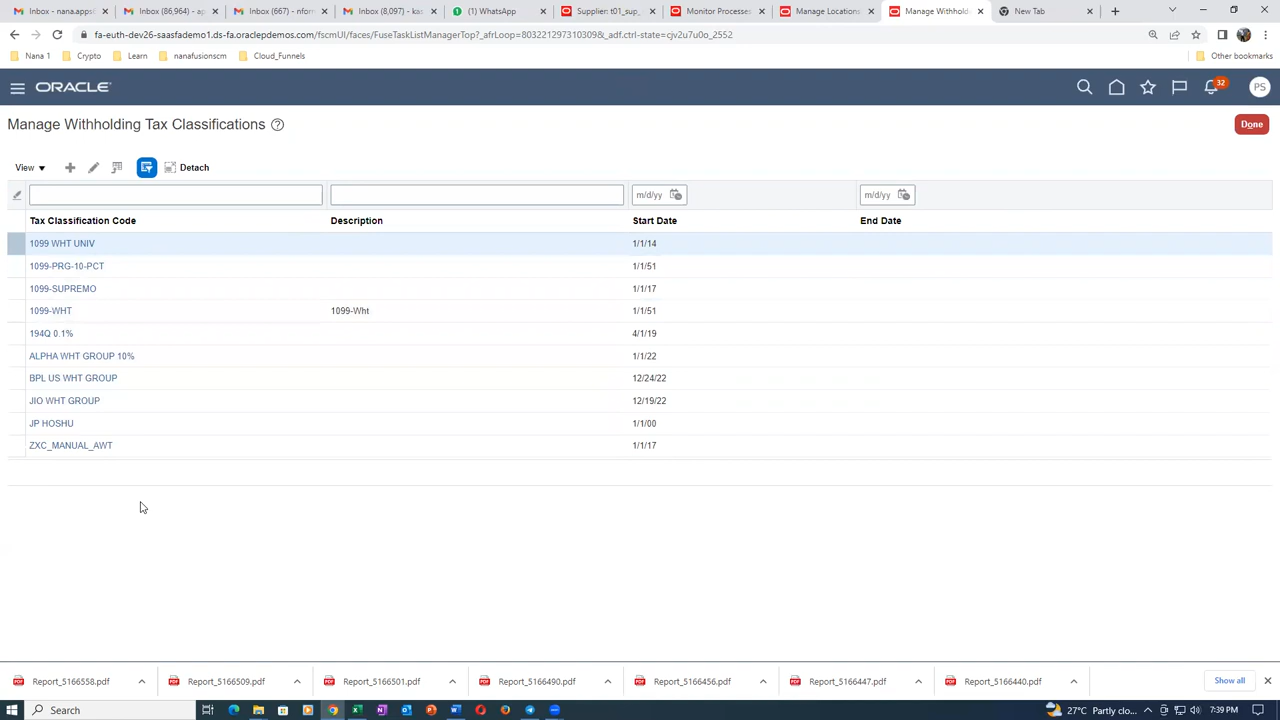 Inbox - nana.apps
Inbox (86,964) - ap
Inbox (667) - nforn
Inbox (8,097) - kas
(1) WhatsApp
Supplier: t01_sup_
Monitor Processes
Manage Locations
Manage Withhold
New Tab
fa-euth-dev26-saasfademo1.ds-fa.oraclepdemos.com/fscmUI/faces/FuseTaskListManagerTop?_afrLoop=8032212973103098&_adf.ctrl-state=cjv2u7u0o_2552
Nana 1
Crypto
Learn
nanafusionscm
Cloud_Funnels
Other bookmarks
ORACLE
32
PS
Manage Withholding Tax Classifications
Done
View
Detach
m/d/yy
m/d/yy
Tax Classification Code Description Start Date End Date
1099 WHT UNIV 1/1/14
1099-PRG-10-PCT 1/1/51
1099-SUPREMO 1/1/17
1099-WHT 1099-Wht 1/1/51
194Q 0.1% 4/1/19
ALPHA WHT GROUP 10% 1/1/22
BPL US WHT GROUP 12/24/22
JIO WHT GROUP 12/19/22
JP HOSHU 1/1/00
ZXC_MANUAL_AWT 1/1/17
Report_5166558.pdf
Report_5166509.pdf
Report_5166501.pdf
Report_5166490.pdf
Report_5166456.pdf
Report_5166447.pdf
Report_5166440.pdf
Show all
Search
27°C Partly clo...
7:39 PM